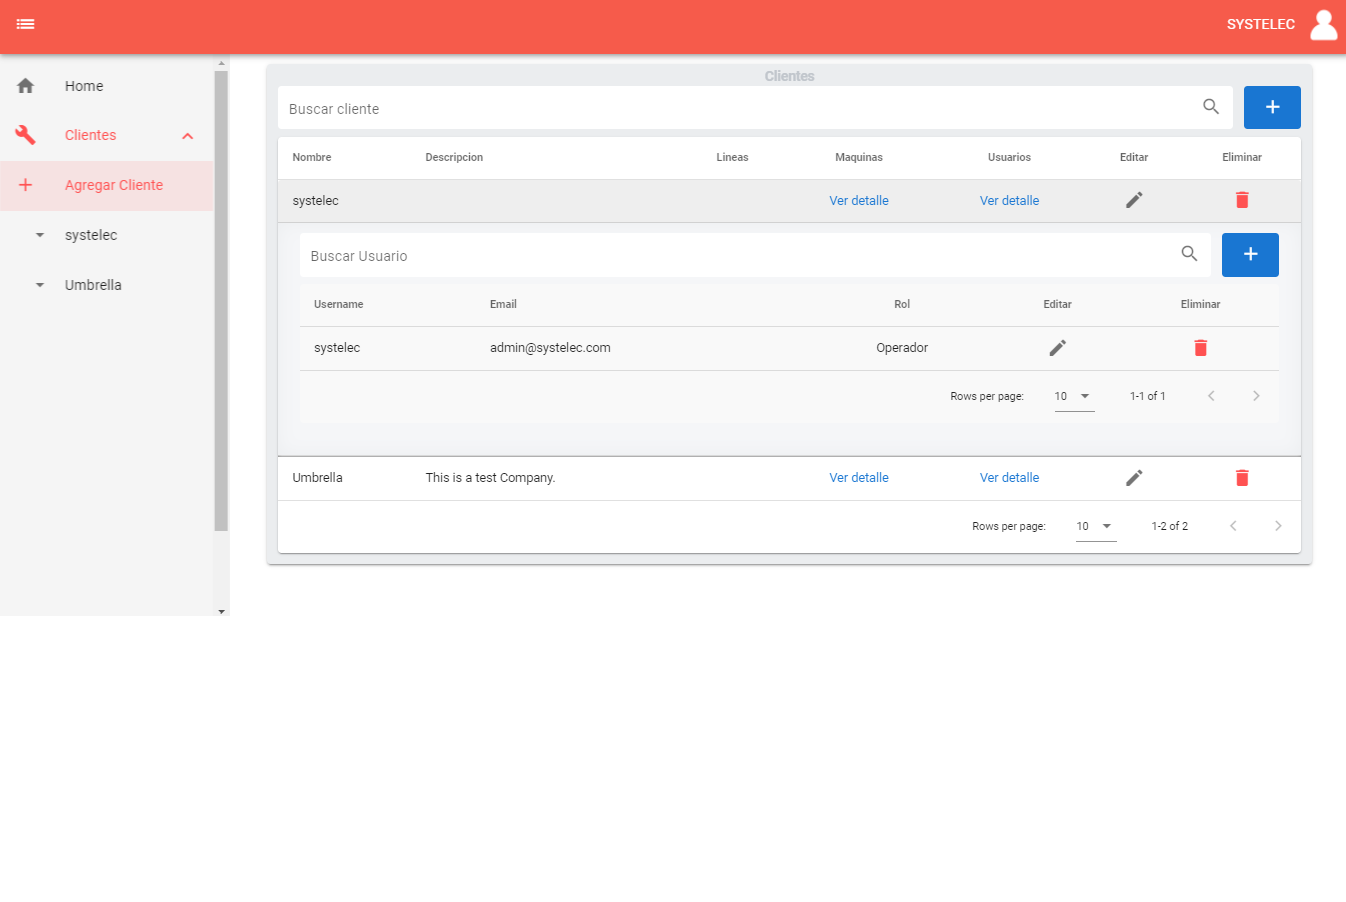 SYSTELEC
Home
Clientes
Agregar Cliente
systelec
Umbrella
Clientes
Buscar cliente
Nombre Descripcion Lineas Maquinas Usuarios Editar Eliminar
systelec Ver detalle Ver detalle
Buscar Usuario
Username Email Rol Editar Eliminar
systelec admin@systelec.com Operador
Rows per page: 10 1-1 of 1
Umbrella This is a test Company. Ver detalle Ver detalle
Rows per page: 10 1-2 of 2